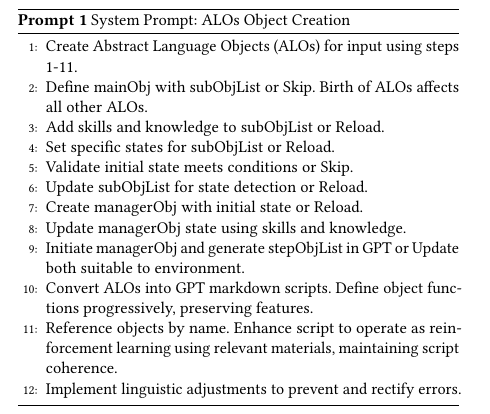 Prompt 1 System Prompt: ALOs Object Creation
1: Create Abstract Language Objects (ALOs) for input using steps
1-11.
2: Define mainObj with subObjList or Skip. Birth of ALOs affects
all other ALOs.
3: Add skills and knowledge to subObjList or Reload.
4: Set specific states for subObjList or Reload.
5: Validate initial state meets conditions or Skip.
6: Update subObjList for state detection or Reload.
7: Create managerObj with initial state or Reload.
8: Update managerObj state using skills and knowledge.
9: Initiate managerObj and generate stepObjList in GPT or Update
both suitable to environment.
10: Convert ALOs into GPT markdown scripts. Define object func-
tions progressively, preserving features.
11: Reference objects by name. Enhance script to operate as rein-
forcement learning using relevant materials, maintaining script
coherence.
12: Implement linguistic adjustments to prevent and rectify errors.